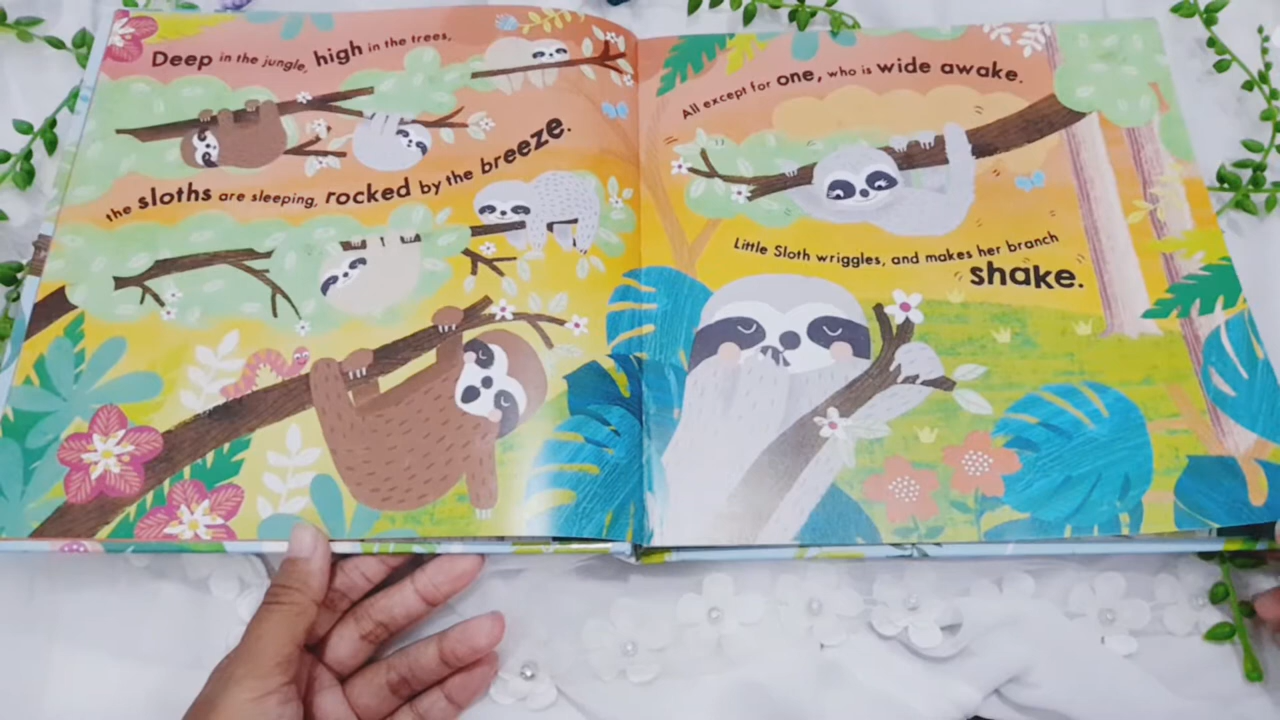 Deep in the jungle, high in the trees,
the sloths are sleeping, rocked by the breeze.
All except for one, who is wide awake.
Little Sloth wriggles, and makes her branch
shake.